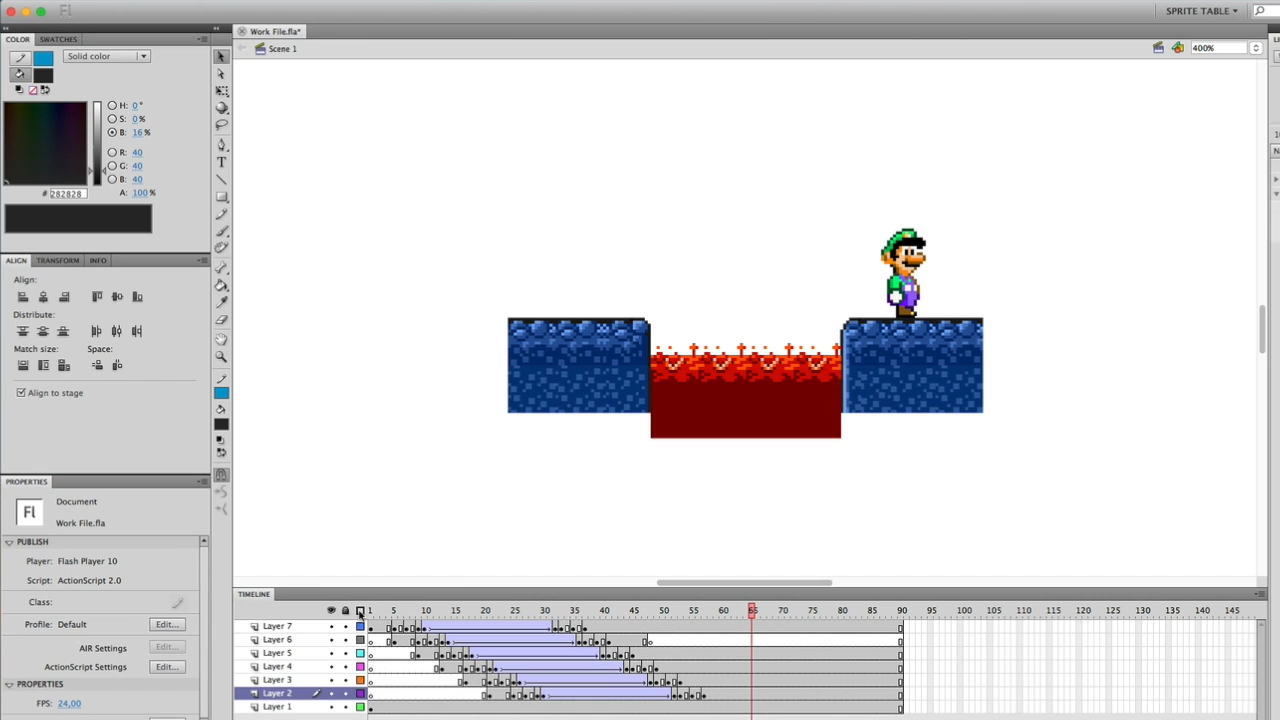 Fl
SPRITE TABLE
Work File.fla*
Scene 1
400%
COLOR SWATCHES
Solid color
H: 0 °
S: 0 %
B: 16 %
R: 40
G: 40
B: 40
A: 100 %
# 282828
ALIGN TRANSFORM INFO
Align:
Distribute:
Match size: Space:
Align to stage
PROPERTIES
Fl
Document
Work File.fla
PUBLISH
Player: Flash Player 10
Script: ActionScript 2.0
Class:
Profile: Default Edit...
AIR Settings Edit...
ActionScript Settings Edit...
PROPERTIES
FPS: 24.00
T
TIMELINE
1 5 10 15 20 25 30 35 40 45 50 55 60 65 70 75 80 85 90 95 100 105 110 115 120 125 130 135 140 145
Layer 7
Layer 6
Layer 5
Layer 4
Layer 3
Layer 2
Layer 1